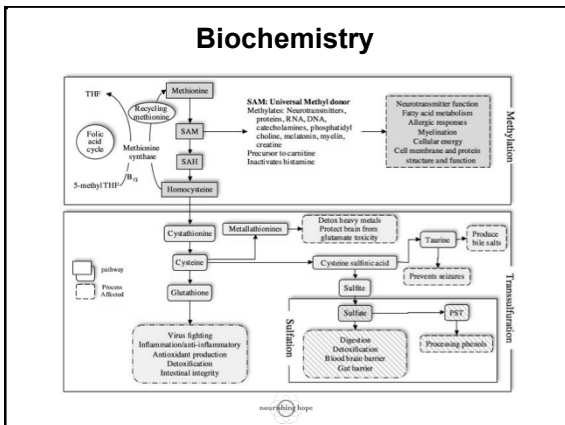 Biochemistry
THF
Methionine
Recycling
methionine
Folic
acid
cycle
Methionine
synthase
B12
5-methyl THF
SAM
SAH
Homocysteine
SAM: Universal Methyl donor
Methylates: Neurotransmitters,
proteins, RNA, DNA,
catecholamines, phosphatidyl
choline, melatonin, myelin,
creatine
Precursor to carnitine
Inactivates histamine
Neurotransmitter function
Fatty acid metabolism
Allergic responses
Myelination
Cellular energy
Cell membrane and protein
structure and function
Methylation
Cystathionine
Cysteine
Glutathione
Metallathionines
Detox heavy metals
Protect brain from
glutamate toxicity
Cysteine sulfinic acid
Taurine
Produce
bile salts
Prevents seizures
Sulfite
Sulfate
PST
Processing phenols
Digestion
Detoxification
Blood brain barrier
Gut barrier
Sulfation
Transsulfuration
pathway
Process
Affected
Virus fighting
Inflammation/anti-inflammatory
Antioxidant production
Detoxification
Intestinal integrity
nourishing hope